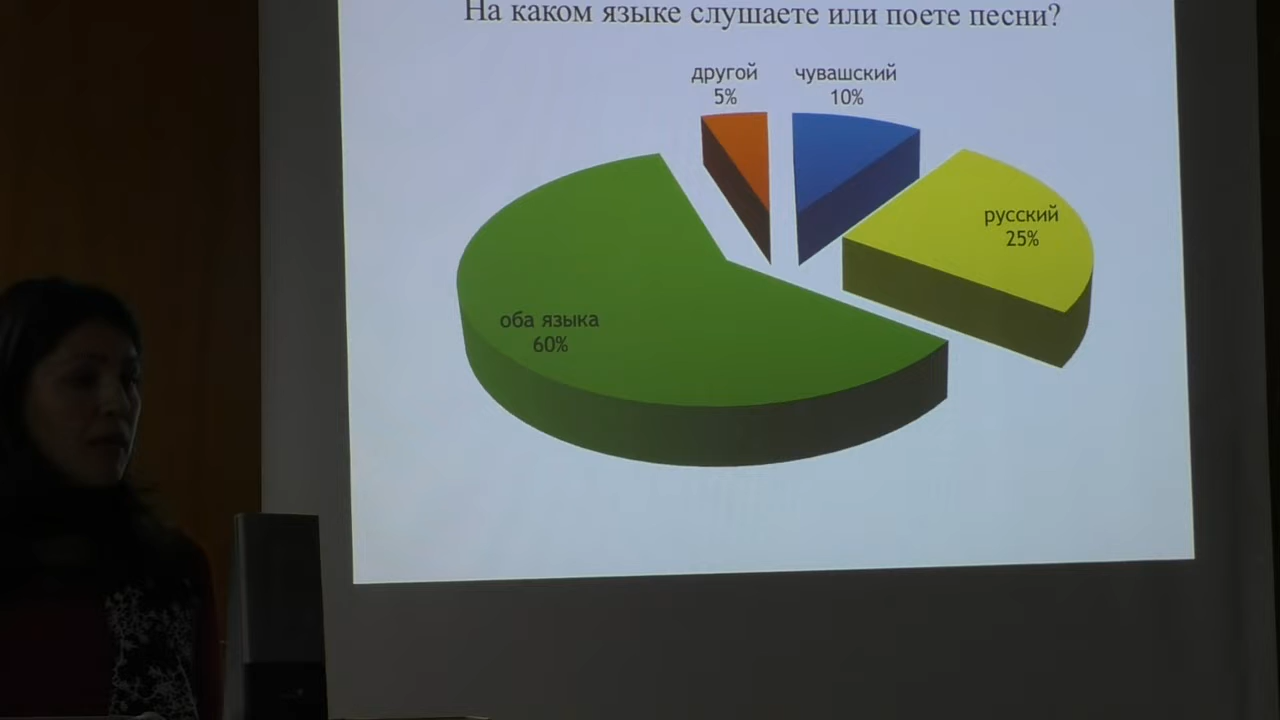 На каком языке слушаете или поете песни?
другой
5%
чувашский
10%
русский
25%
оба языка
60%